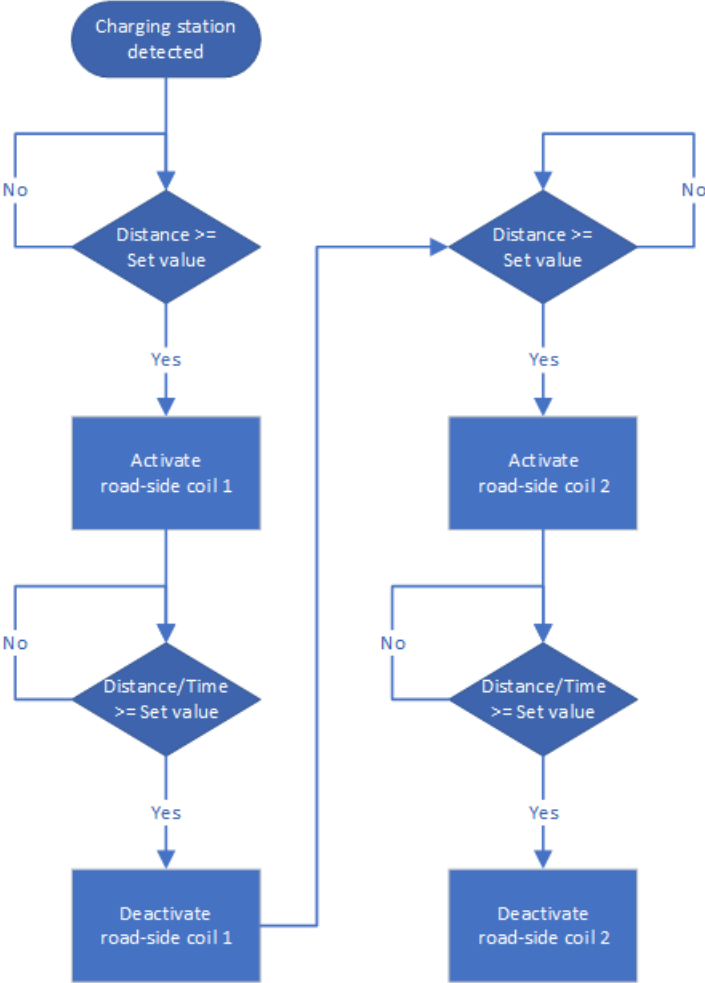 Charging station
detected
No
Distance >=
Set value
Yes
Activate
road-side coil 1
No
Distance/Time
>= Set value
Yes
Deactivate
road-side coil 1
No
Distance >=
Set value
Yes
Activate
road-side coil 2
No
Distance/Time
>= Set value
Yes
Deactivate
road-side coil 2